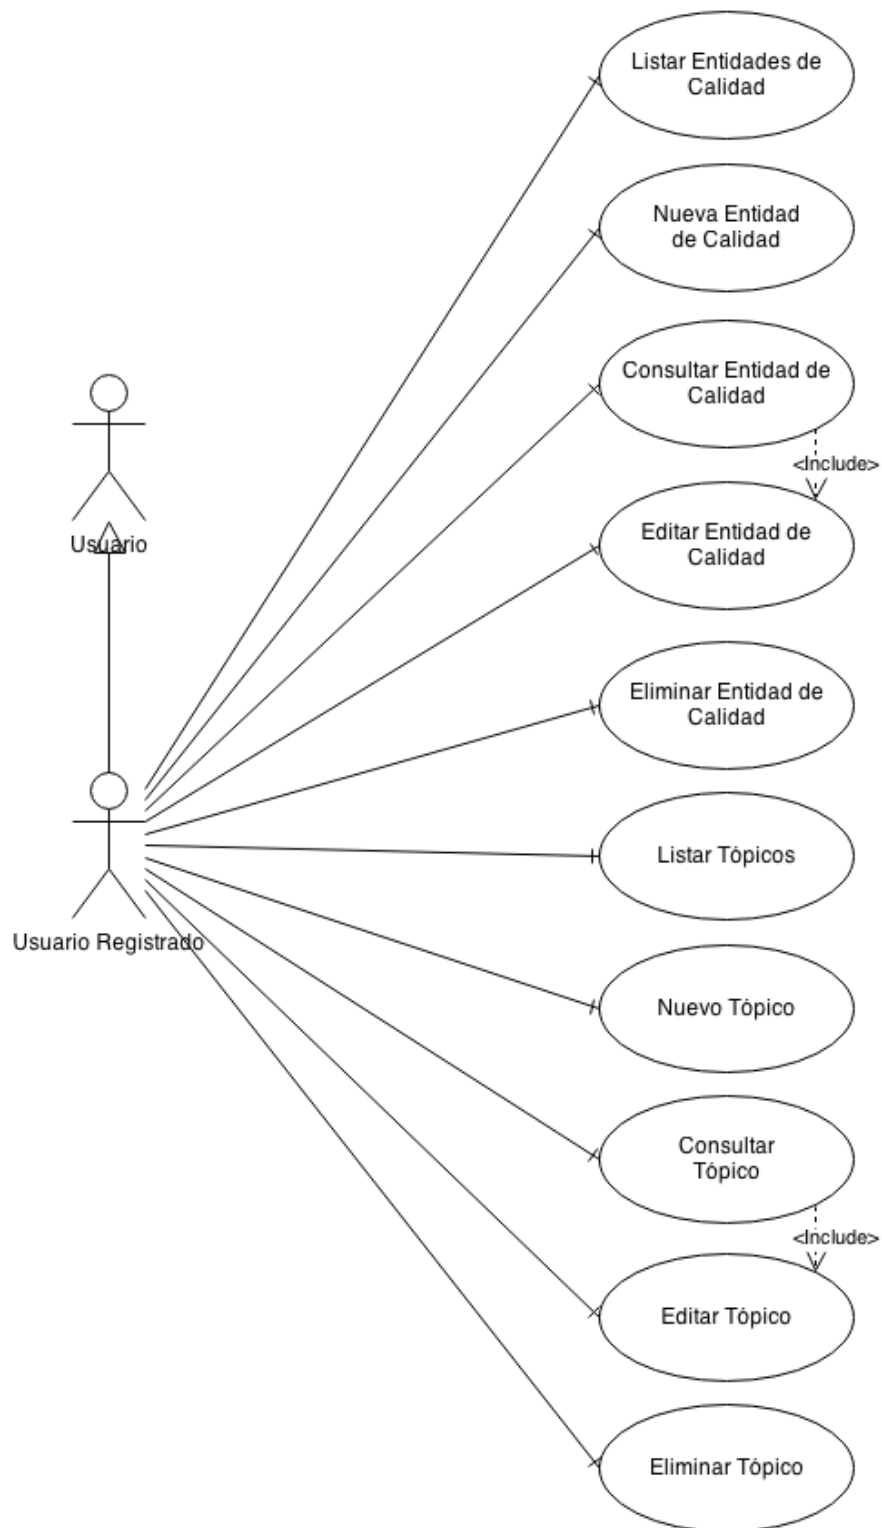 Listar Entidades de
Calidad
Nueva Entidad
de Calidad
Consultar Entidad de
Calidad
<Include>
Editar Entidad de
Calidad
Usuario
Eliminar Entidad de
Calidad
Listar Tópicos
Usuario Registrado
Nuevo Tópico
Consultar
Tópico
<Include>
Editar Tópico
Eliminar Tópico